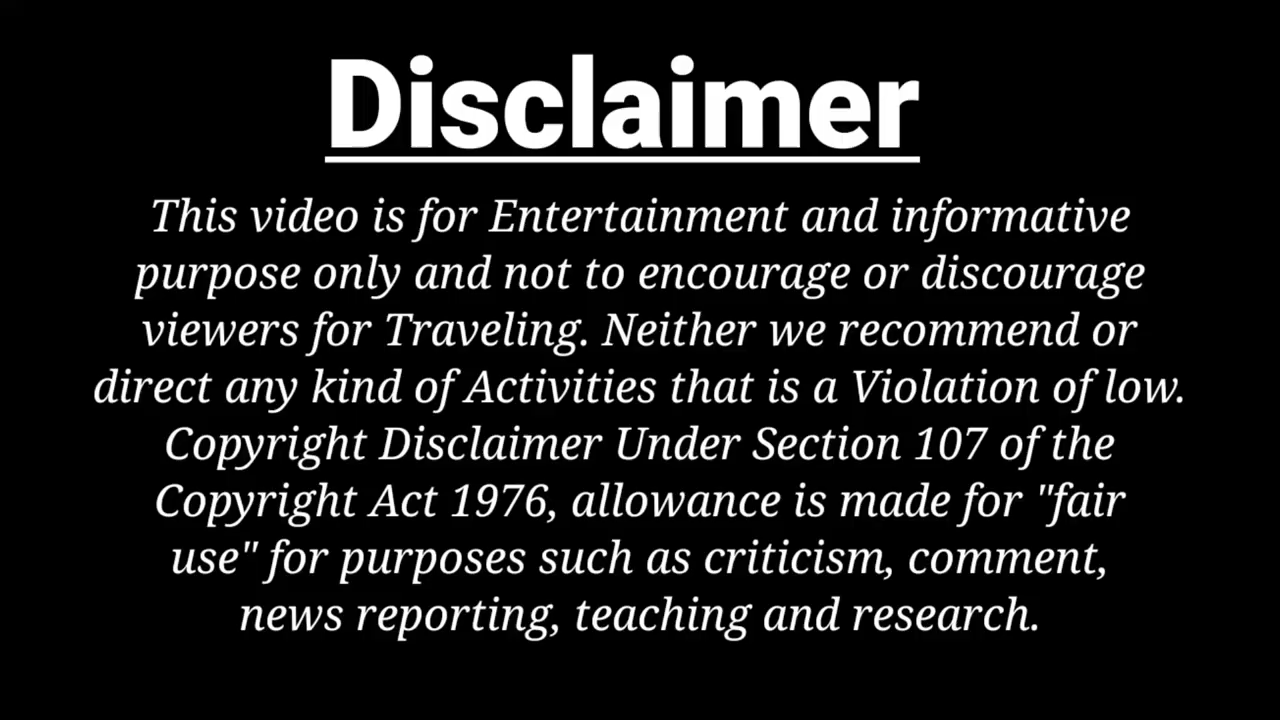 Disclaimer
This video is for Entertainment and informative
purpose only and not to encourage or discourage
viewers for Traveling. Neither we recommend or
direct any kind of Activities that is a Violation of low.
Copyright Disclaimer Under Section 107 of the
Copyright Act 1976, allowance is made for "fair
use" for purposes such as criticism, comment,
news reporting, teaching and research.